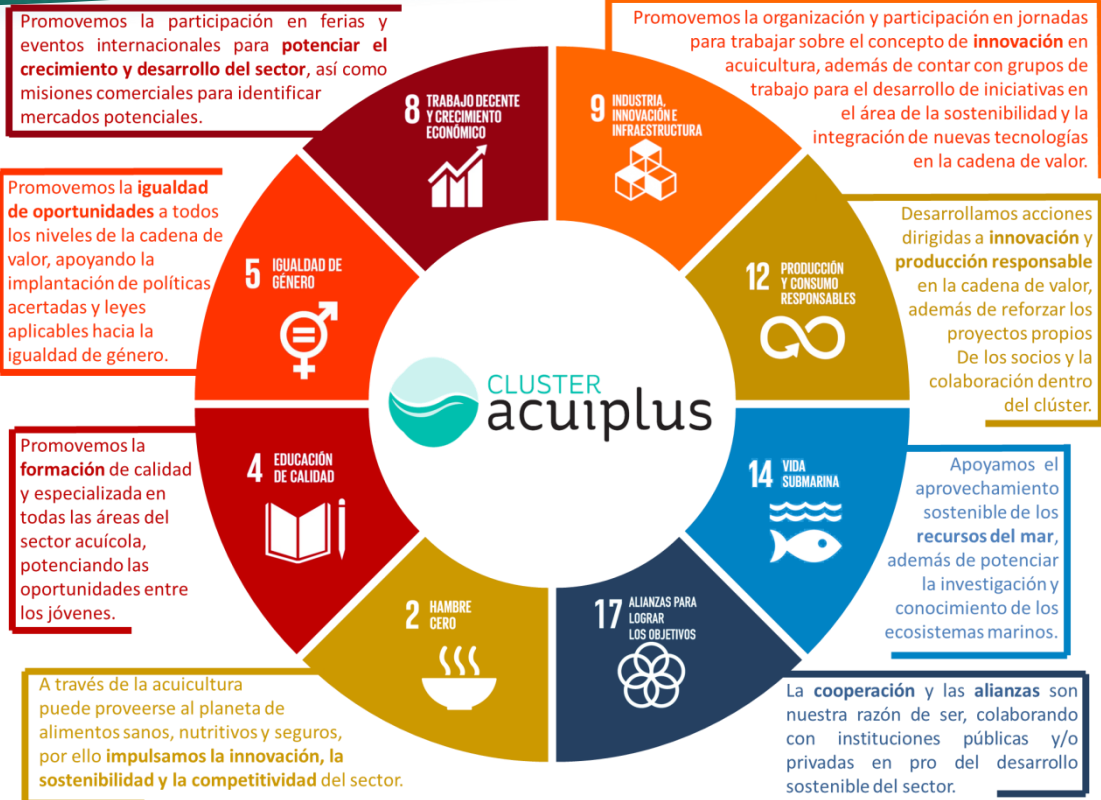 Promovemos la participación en ferias y
eventos internacionales para potenciar el
crecimiento y desarrollo del sector, así como
misiones comerciales para identificar
mercados potenciales.
Promovemos la organización y participación en jornadas
para trabajar sobre el concepto de innovación en
acuicultura, además de contar con grupos de
trabajo para el desarrollo de iniciativas en
el área de la sostenibilidad y la
integración de nuevas tecnologías
en la cadena de valor.
8 TRABAJO DECENTE
Y CRECIMIENTO
ECONÓMICO
9 INDUSTRIA,
INNOVACIÓN E
INFRAESTRUCTURA
Promovemos la igualdad
de oportunidades a todos
los niveles de la cadena de
valor, apoyando la
implantación de políticas
acertadas y leyes
aplicables hacia la
igualdad de género.
5 IGUALDAD DE
GÉNERO
12 PRODUCCIÓN
Y CONSUMO
RESPONSABLES
Desarrollamos acciones
dirigidas a innovación y
producción responsable
en la cadena de valor,
además de reforzar los
proyectos propios
De los socios y la
colaboración dentro
del clúster.
CLUSTER
acuiplus
Promovemos la
formación de calidad
y especializada en
todas las áreas del
sector acuícola,
potenciando las
oportunidades entre
los jóvenes.
4 EDUCACIÓN
DE CALIDAD
14 VIDA
SUBMARINA
Apoyamos el
aprovechamiento
sostenible de los
recursos del mar,
además de potenciar
la investigación y
conocimiento de los
ecosistemas marinos.
2 HAMBRE
CERO
17 ALIANZAS PARA
LOGRAR
LOS OBJETIVOS
A través de la acuicultura
puede proveerse al planeta de
alimentos sanos, nutritivos y seguros,
por ello impulsamos la innovación, la
sostenibilidad y la competitividad del sector.
La cooperación y las alianzas son
nuestra razón de ser, colaborando
con instituciones públicas y/o
privadas en pro del desarrollo
sostenible del sector.